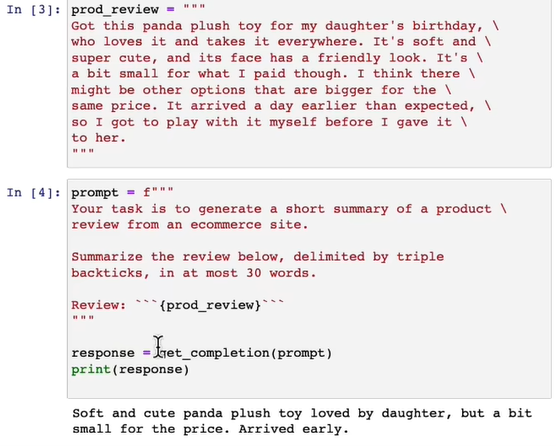 In [3]: prod_review = """
Got this panda plush toy for my daughter's birthday, \
who loves it and takes it everywhere. It's soft and \
super cute, and its face has a friendly look. It's \
a bit small for what I paid though. I think there \
might be other options that are bigger for the \
same price. It arrived a day earlier than expected, \
so I got to play with it myself before I gave it \
to her.
"""
In [4]: prompt = f"""
Your task is to generate a short summary of a product \
review from an ecommerce site.
Summarize the review below, delimited by triple
backticks, in at most 30 words.
Review: ```{prod_review}```
"""
response = get_completion(prompt)
print(response)
Soft and cute panda plush toy loved by daughter, but a bit
small for the price. Arrived early.